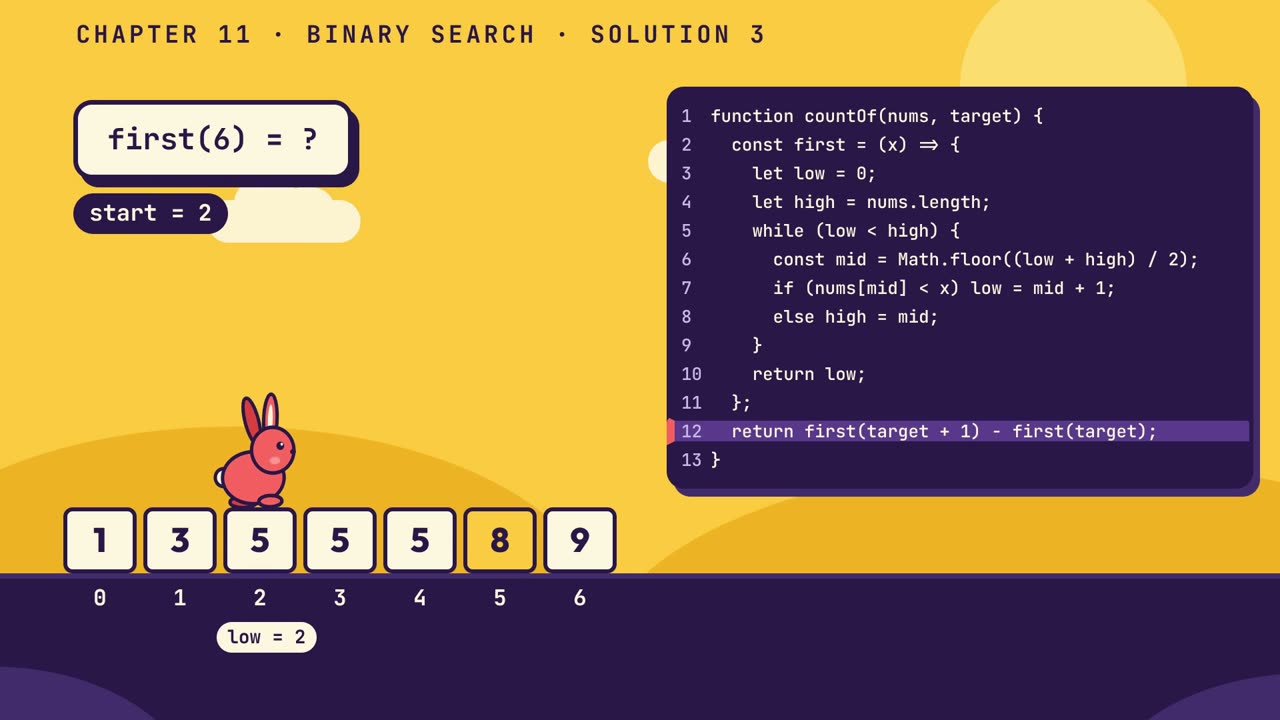 CHAPTER 11 · BINARY SEARCH · SOLUTION 3
first(6) = ?
start = 2
1 function countOf(nums, target) {
2 const first = (x) => {
3 let low = 0;
4 let high = nums.length;
5 while (low < high) {
6 const mid = Math.floor((low + high) / 2);
7 if (nums[mid] < x) low = mid + 1;
8 else high = mid;
9 }
10 return low;
11 };
12 return first(target + 1) - first(target);
13 }
1 3 5 5 5 8 9
0 1 2 3 4 5 6
low = 2